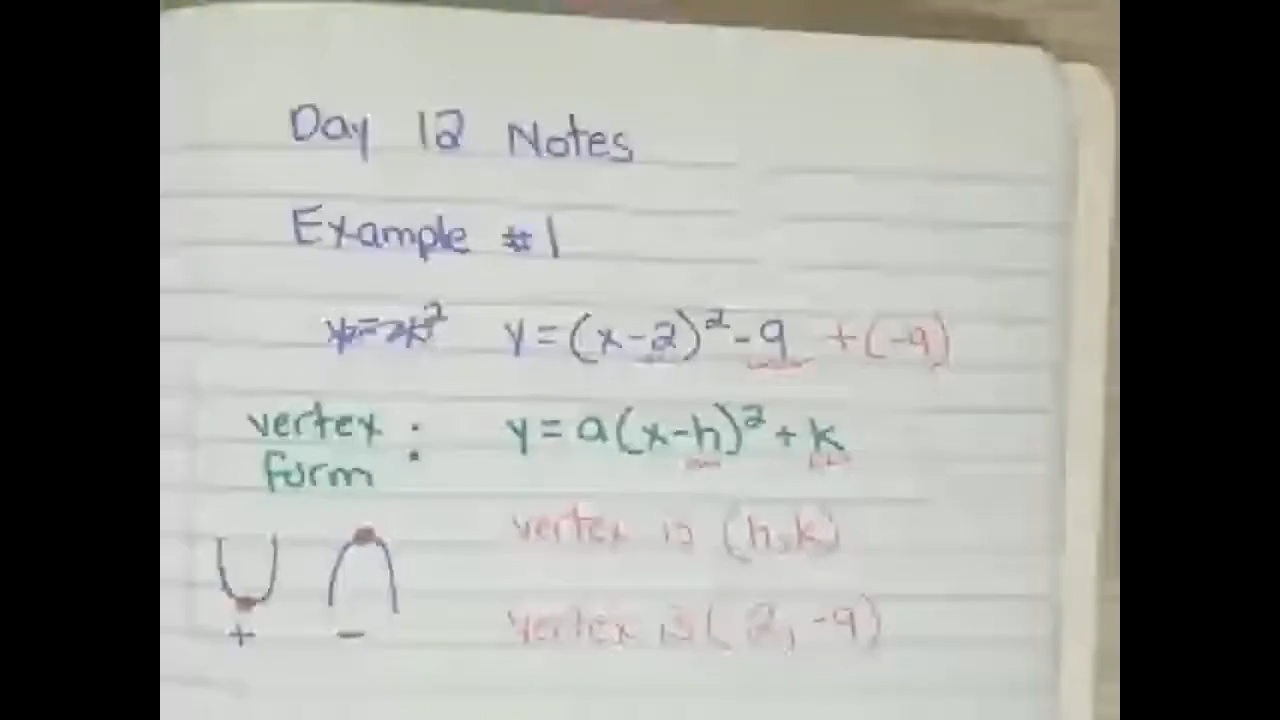 Day 12 Notes
Example #1
y = (x-2)² - 9 + (-9)
vertex form : y = a(x-h)² + k
vertex is (h,k)
vertex is (2, -9)
+ -